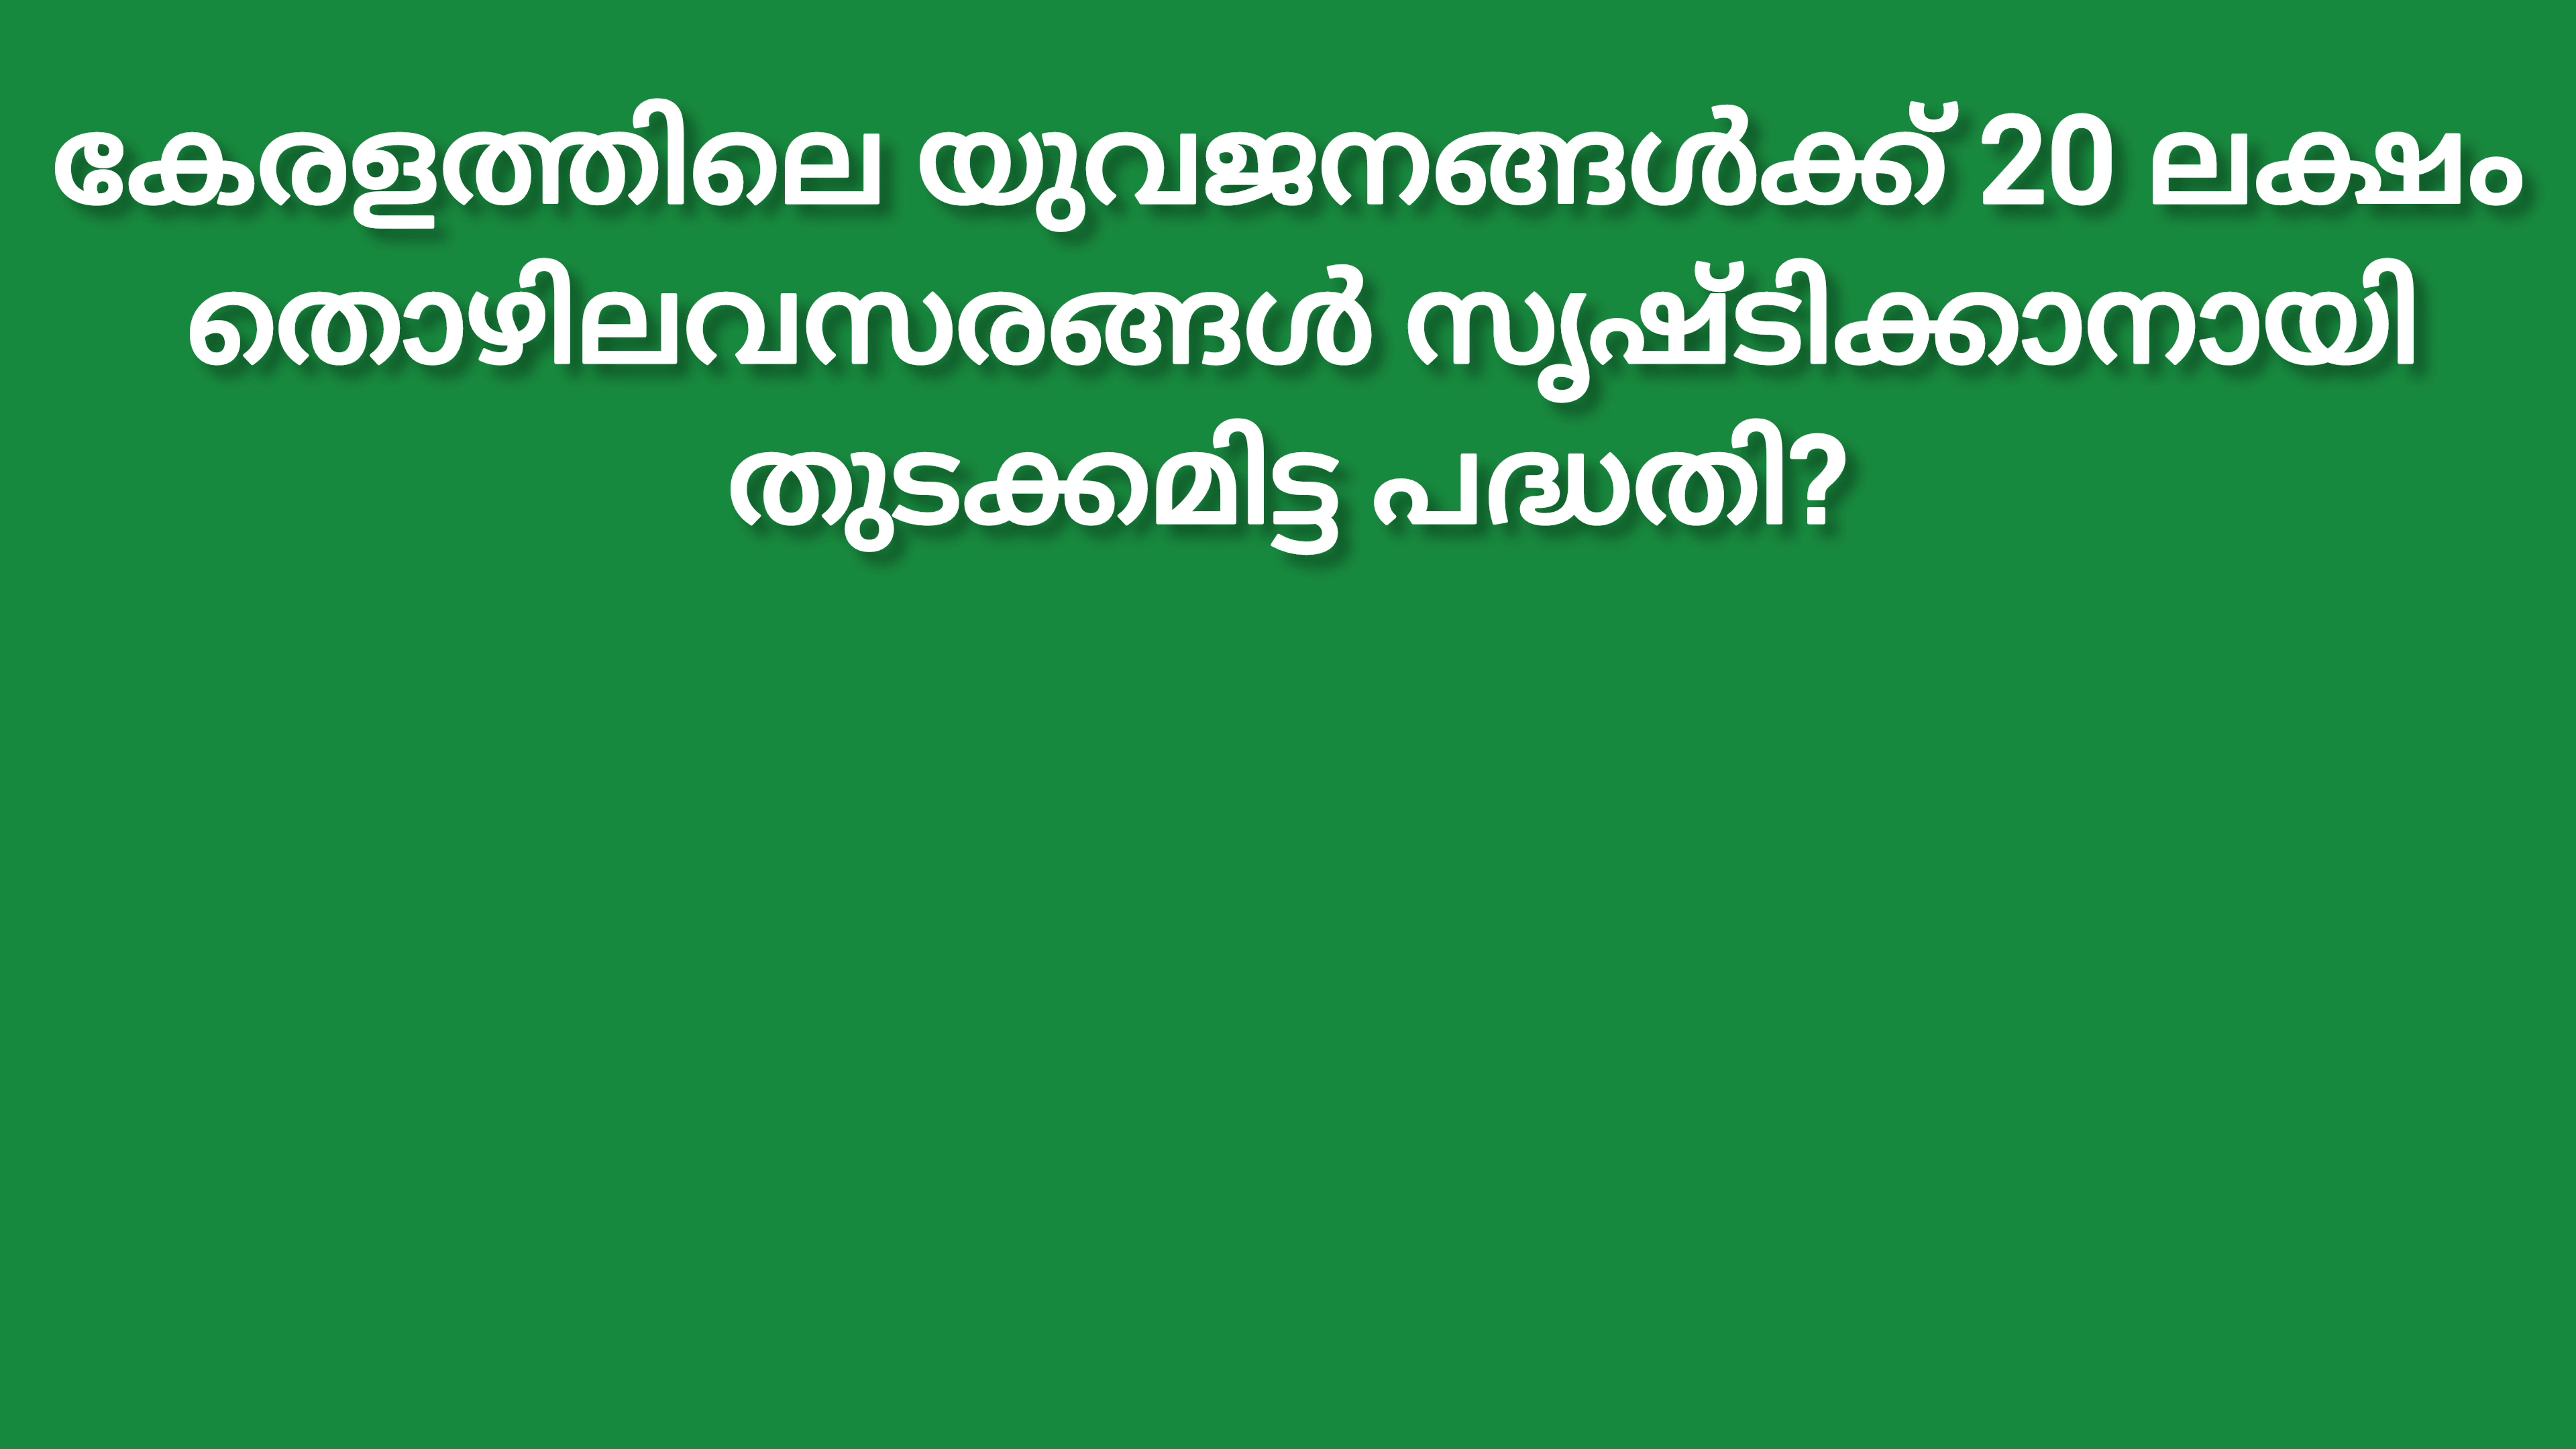 കേരളത്തിലെ യുവജനങ്ങൾക്ക് 20 ലക്ഷം
തൊഴിലവസരങ്ങൾ സൃഷ്ടിക്കാനായി
തുടക്കമിട്ട പദ്ധതി?